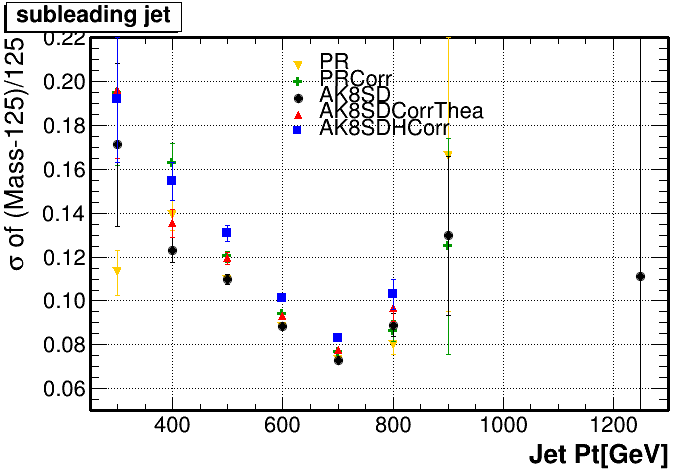 subleading jet
σ of (Mass-125)/125
0.22
0.20
0.18
0.16
0.14
0.12
0.10
0.08
0.06
PR
PRCorr
AK8SD
AK8SDCorrThea
AK8SDHCorr
400 600 800 1000 1200
Jet Pt[GeV]